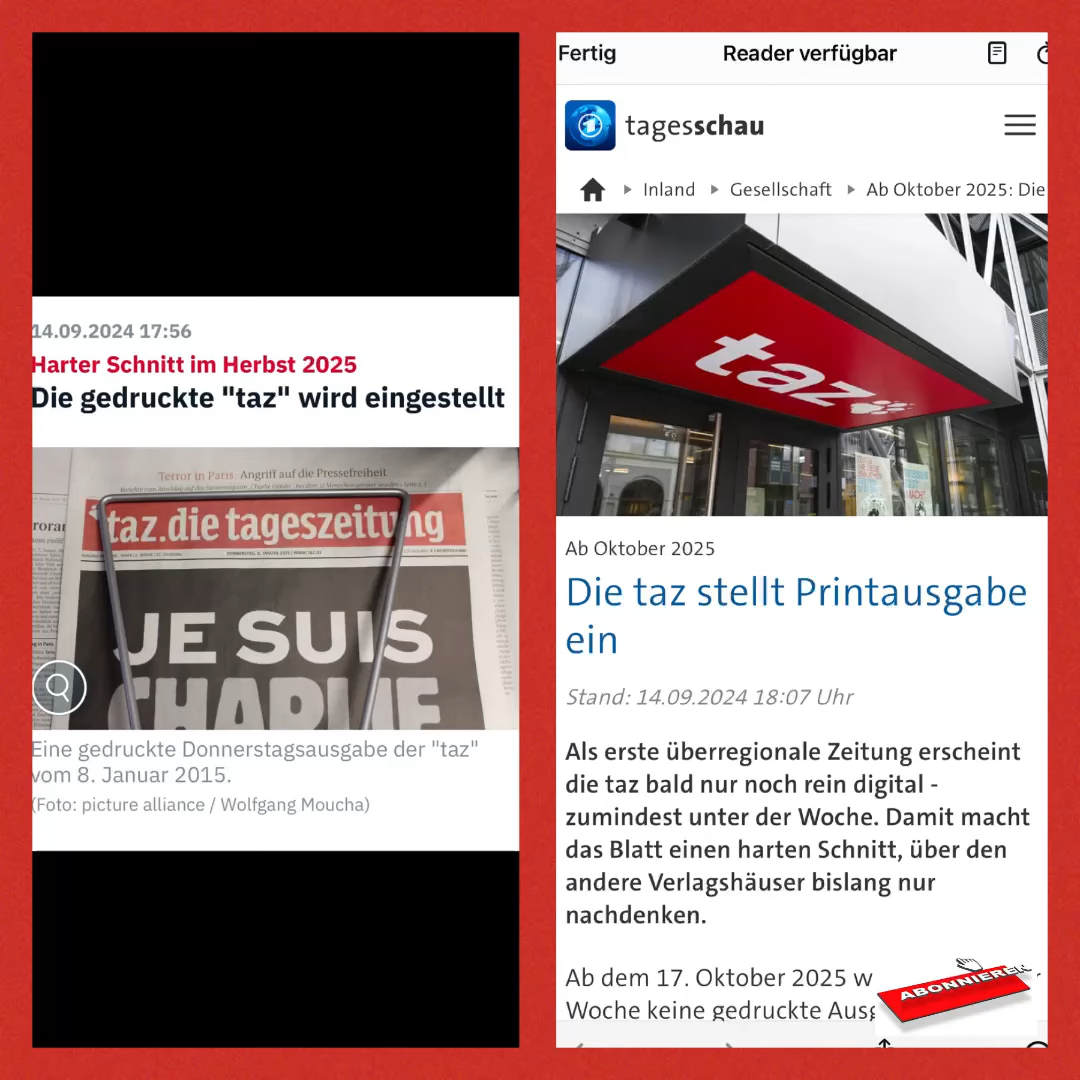 14.09.2024 17:56
Harter Schnitt im Herbst 2025
Die gedruckte "taz" wird eingestellt
Terror in Paris: Angriff auf die Pressefreiheit
taz.die tageszeitung
JE SUIS
CHARLIE
Eine gedruckte Donnerstagsausgabe der "taz"
vom 8. Januar 2015.
(Foto: picture alliance / Wolfgang Moucha)
Fertig
Reader verfügbar
tagesschau
Inland
Gesellschaft
Ab Oktober 2025: Die
taz
Ab Oktober 2025
Die taz stellt Printausgabe
ein
Stand: 14.09.2024 18:07 Uhr
Als erste überregionale Zeitung erscheint
die taz bald nur noch rein digital -
zumindest unter der Woche. Damit macht
das Blatt einen harten Schnitt, über den
andere Verlagshäuser bislang nur
nachdenken.
Ab dem 17. Oktober 2025 w
Woche keine gedruckte Ausg
ABONNIEREN